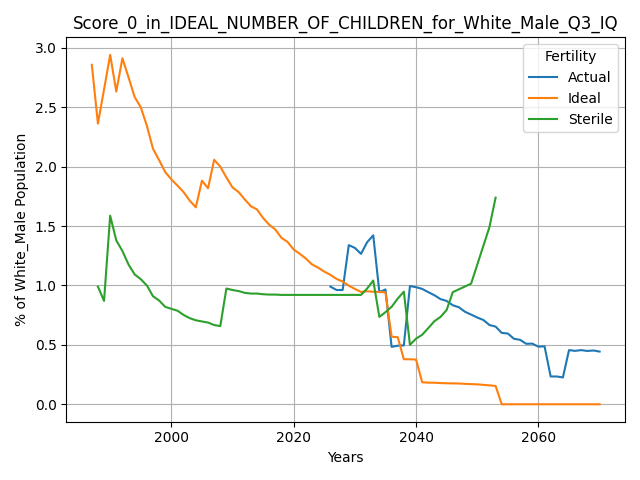 Score_0_in_IDEAL_NUMBER_OF_CHILDREN_for_White_Male_Q3_IQ
Fertility
Actual
Ideal
Sterile
3.0
2.5
2.0
1.5
1.0
0.5
0.0
% of White_Male Population
2000
2020
2040
2060
Years